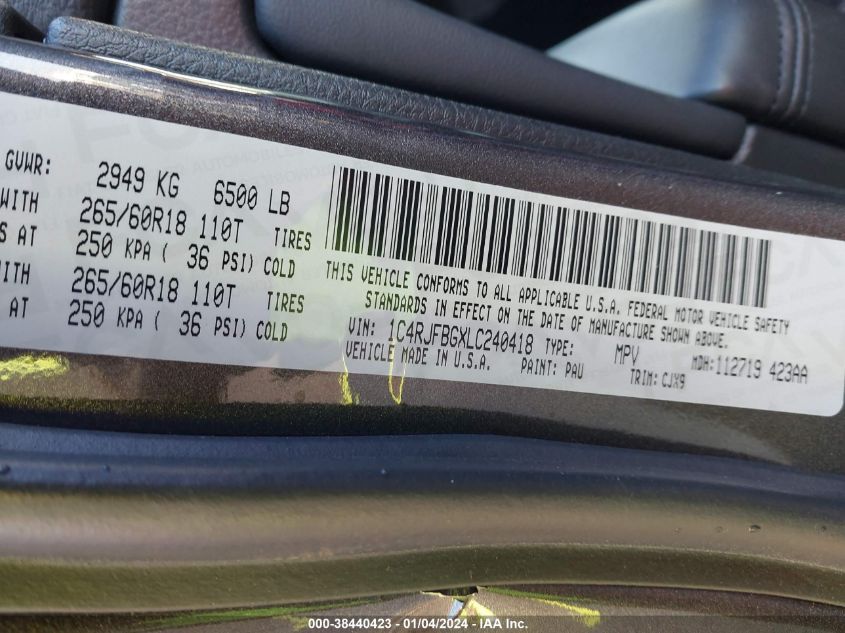 GVWR: 2949 KG 6500 LB
WITH 265/60R18 110T TIRES
S AT 250 KPA ( 36 PSI) COLD
WITH 265/60R18 110T TIRES
AT 250 KPA ( 36 PSI) COLD
THIS VEHICLE CONFORMS TO ALL APPLICABLE U.S.A. FEDERAL MOTOR VEHICLE SAFETY
STANDARDS IN EFFECT ON THE DATE OF MANUFACTURE SHOWN ABOVE.
VIN: 1C4RJFBGXLC240418 TYPE: MPV MDH: 112719 423AA
VEHICLE MADE IN U.S.A. PAINT: PAU TRIM: CJX9
000-38440423 - 01/04/2024 - IAA Inc.